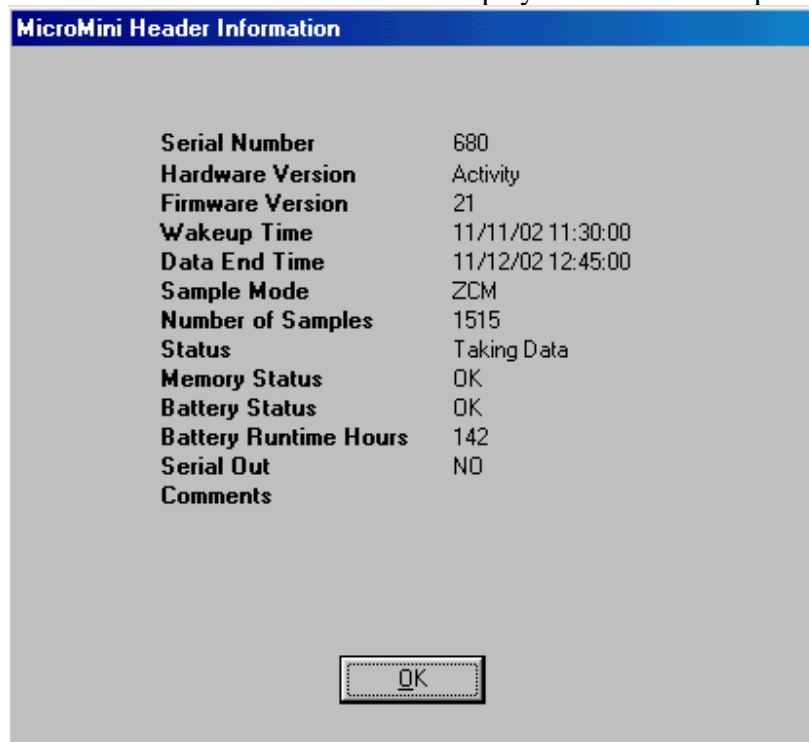 MicroMini Header Information
Serial Number 680
Hardware Version Activity
Firmware Version 21
Wakeup Time 11/11/02 11:30:00
Data End Time 11/12/02 12:45:00
Sample Mode ZCM
Number of Samples 1515
Status Taking Data
Memory Status OK
Battery Status OK
Battery Runtime Hours 142
Serial Out NO
Comments
OK